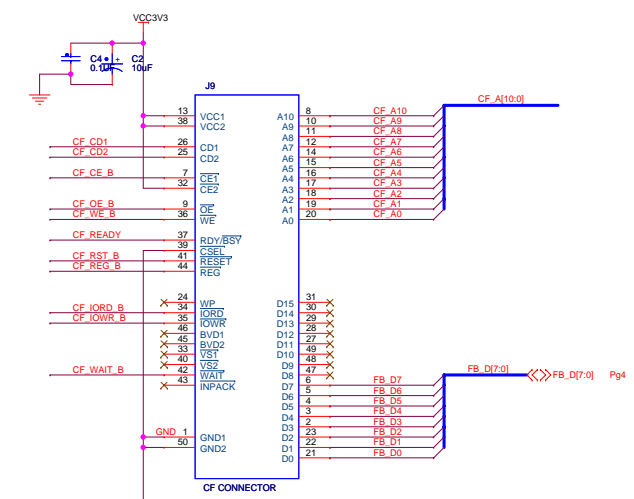 VCC3V3
C4
0.1uF
C2
10uF
J9
13 VCC1 A10 8 CF_A10 CF_A[10:0]
38 VCC2 A9 10 CF_A9
A8 11 CF_A8
CF_CD1 26 CD1 A7 12 CF_A7
CF_CD2 25 CD2 A6 14 CF_A6
A5 15 CF_A5
CF_CE_B 7 CE1 A4 16 CF_A4
32 CE2 A3 17 CF_A3
A2 18 CF_A2
CF_OE_B 9 OE A1 19 CF_A1
CF_WE_B 36 WE A0 20 CF_A0
CF_READY 37 RDY/BSY
39 CSEL
CF_RST_B 41 RESET
CF_REG_B 44 REG
24 WP D15 31
CF_IORD_B 34 IORD D14 30
CF_IOWR_B 35 IOWR D13 29
46 BVD1 D12 28
45 BVD2 D11 27
33 VS1 D10 49
40 VS2 D9 48
CF_WAIT_B 42 WAIT D8 47
43 INPACK D7 6 FB_D7 FB_D[7:0] FB_D[7:0] Pg4
D6 5 FB_D6
D5 4 FB_D5
D4 3 FB_D4
D3 2 FB_D3
GND 1 GND1 D2 23 FB_D2
50 GND2 D1 22 FB_D1
D0 21 FB_D0
CF CONNECTOR